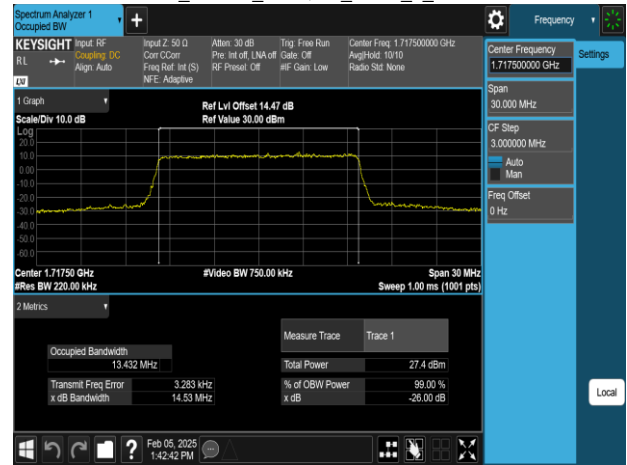 Spectrum Analyzer 1
Occupied BW
Frequency
KEYSIGHT
RL
LXI
Input: RF
Coupling: DC
Align: Auto
Input Z: 50 Ω
Corr CCorr
Freq Ref: Int (S)
NFE: Adaptive
Atten: 30 dB
Pre: Int off, LNA off
RF Presel: Off
Trig: Free Run
Gate: Off
#IF Gain: Low
Center Freq: 1.717500000 GHz
Avg|Hold: 10/10
Radio Std: None
Center Frequency
1.717500000 GHz
Settings
Span
30.000 MHz
CF Step
3.000000 MHz
Auto
Man
Freq Offset
0 Hz
1 Graph
Scale/Div 10.0 dB
Ref Lvl Offset 14.47 dB
Ref Value 30.00 dBm
Log
20.0
10.0
0.00
-10.0
-20.0
-30.0
-40.0
-50.0
-60.0
Center 1.71750 GHz
#Res BW 220.00 kHz
#Video BW 750.00 kHz
Span 30 MHz
Sweep 1.00 ms (1001 pts)
2 Metrics
Measure Trace Trace 1
Occupied Bandwidth
13.432 MHz
Total Power 27.4 dBm
Transmit Freq Error 3.283 kHz
% of OBW Power 99.00 %
x dB Bandwidth 14.53 MHz
x dB -26.00 dB
Local
?
Feb 05, 2025
1:42:42 PM